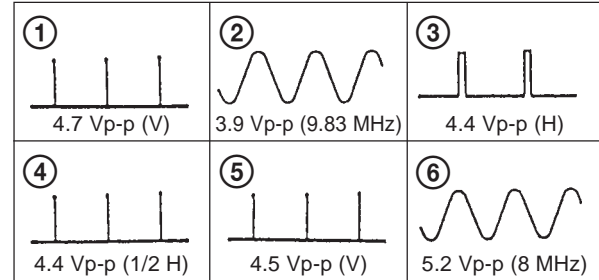 ① ② ③
4.7 Vp-p (V) 3.9 Vp-p (9.83 MHz) 4.4 Vp-p (H)
④ ⑤ ⑥
4.4 Vp-p (1/2 H) 4.5 Vp-p (V) 5.2 Vp-p (8 MHz)